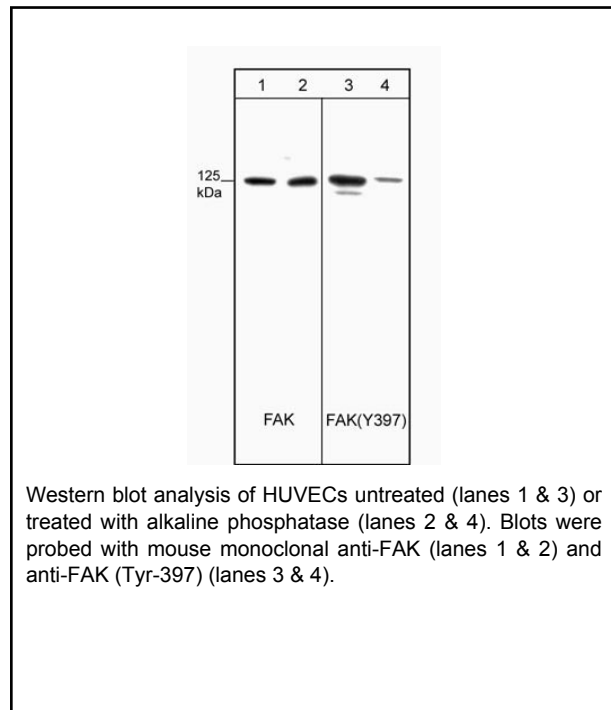 1 2 3 4
125
kDa
FAK FAK(Y397)
Western blot analysis of HUVECs untreated (lanes 1 & 3) or
treated with alkaline phosphatase (lanes 2 & 4). Blots were
probed with mouse monoclonal anti-FAK (lanes 1 & 2) and
anti-FAK (Tyr-397) (lanes 3 & 4).